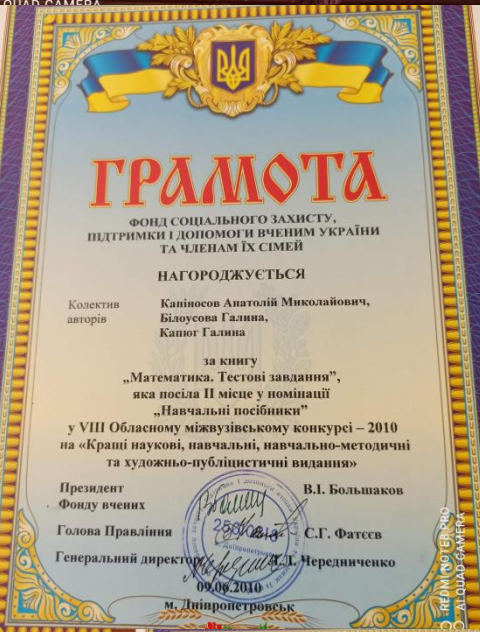 ГРАМОТА
ФОНД СОЦІАЛЬНОГО ЗАХИСТУ,
ПІДТРИМКИ І ДОПОМОГИ ВЧЕНИМ УКРАЇНИ
ТА ЧЛЕНАМ ЇХ СІМЕЙ
НАГОРОДЖУЄТЬСЯ
Колектив авторів
Капіносов Анатолій Миколайович,
Білоусова Галина,
Капюг Галина
за книгу
„Математика. Тестові завдання”,
яка посіла ІІ місце у номінації
„Навчальні посібники”
у VIII Обласному міжвузівському конкурсі – 2010
на «Кращі наукові, навчальні, навчально-методичні
та художньо-публіцистичні видання»
Президент Фонду вчених
В.І. Большаков
Голова Правління
С.Г. Фатєєв
Генеральний директор
Т.Д. Чередниченко
09.06.2010
м. Дніпропетровськ
REDMI NOTE 8 PRO
AI QUAD CAMERA